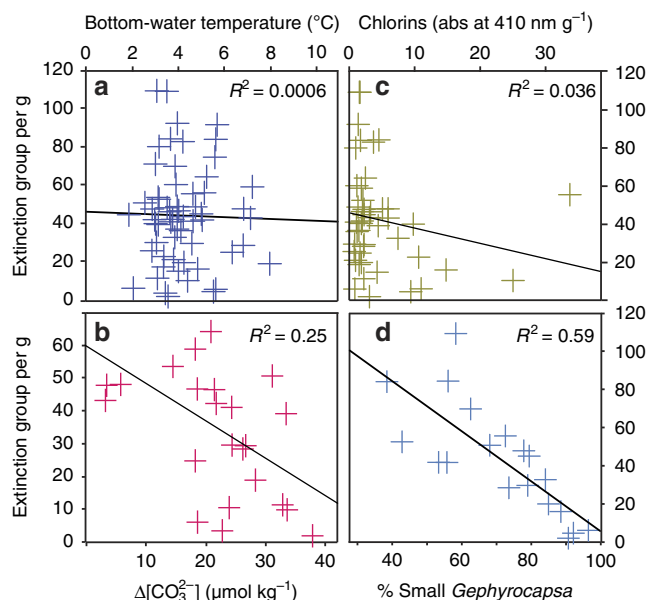 Bottom-water temperature (°C)
Chlorins (abs at 410 nm g⁻¹)
0 2 4 6 8 10
0 10 20 30
120 100 80 60 40 20 0
Extinction group per g
a
R² = 0.0006
c
R² = 0.036
120 100 80 60 40 20
60 50 40 30 20 10 0
Extinction group per g
b
R² = 0.25
d
R² = 0.59
120 100 80 60 40 20 0
10 20 30 40
40 60 80 100
Δ[CO₃²⁻] (μmol kg⁻¹)
% Small Gephyrocapsa